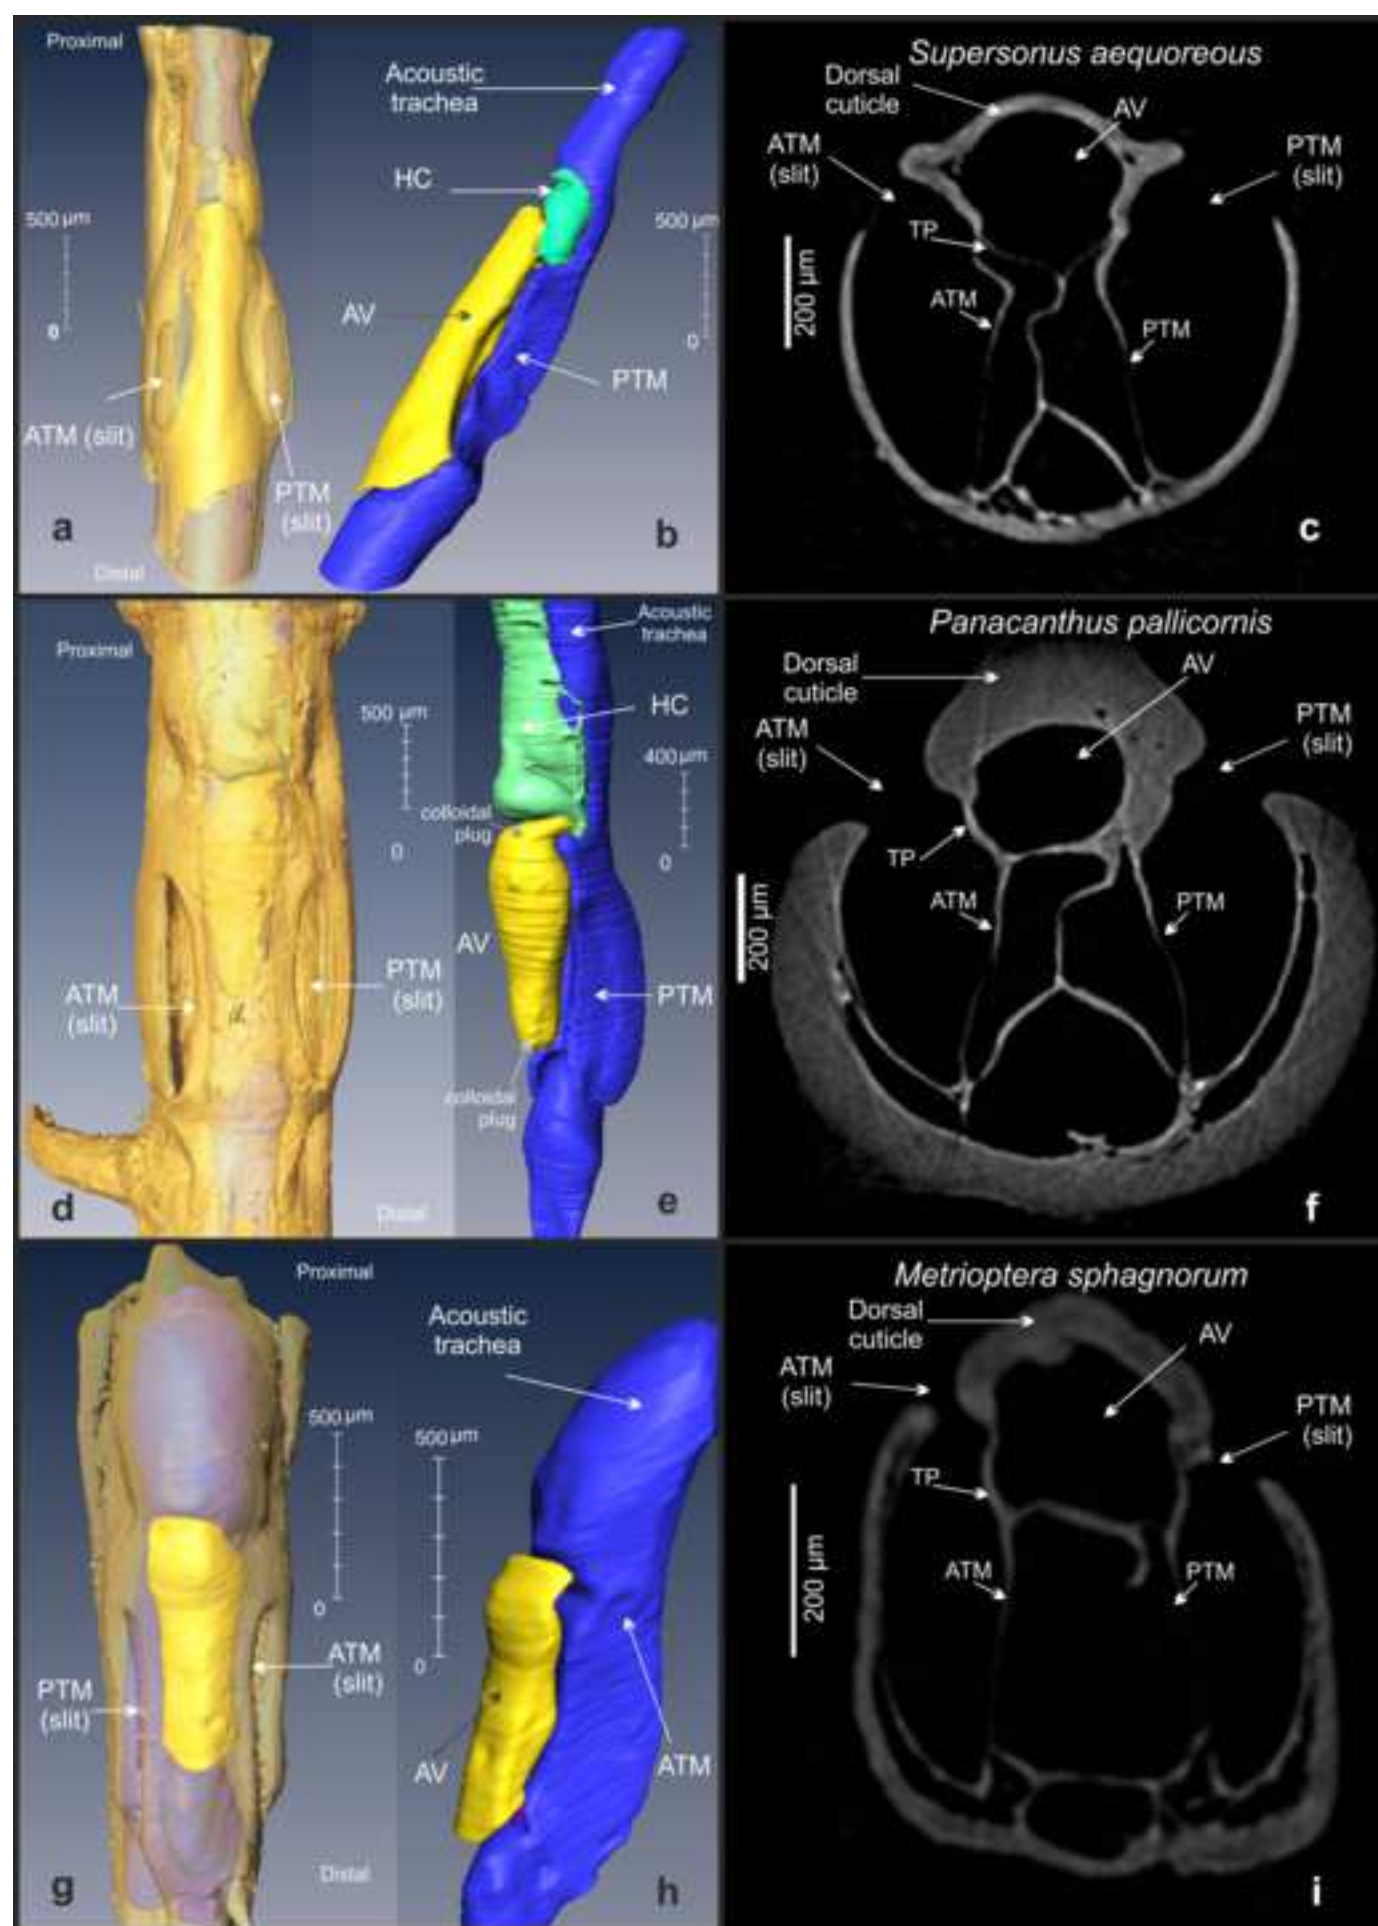 Proximal
500 µm
0
ATM (slit)
PTM
(slit)
a
Distal
Acoustic
trachea
HC
500 µm
AV
0
PTM
b
Supersonus aequoreous
Dorsal
cuticle
AV
ATM
(slit)
PTM
(slit)
TP
ATM
PTM
200 µm
c
Proximal
500 µm
0
ATM
(slit)
PTM
(slit)
d
Distal
Acoustic
trachea
HC
400µm
colloidal
plug
0
AV
PTM
colloidal
plug
e
Panacanthus pallicornis
Dorsal
cuticle
AV
ATM
(slit)
PTM
(slit)
TP
ATM
PTM
200 µm
f
Proximal
500 µm
0
ATM
(slit)
PTM
(slit)
Distal
g
Acoustic
trachea
500µm
0
AV
ATM
h
Metrioptera sphagnorum
Dorsal
cuticle
AV
ATM
(slit)
PTM
(slit)
TP
ATM
PTM
200 µm
i